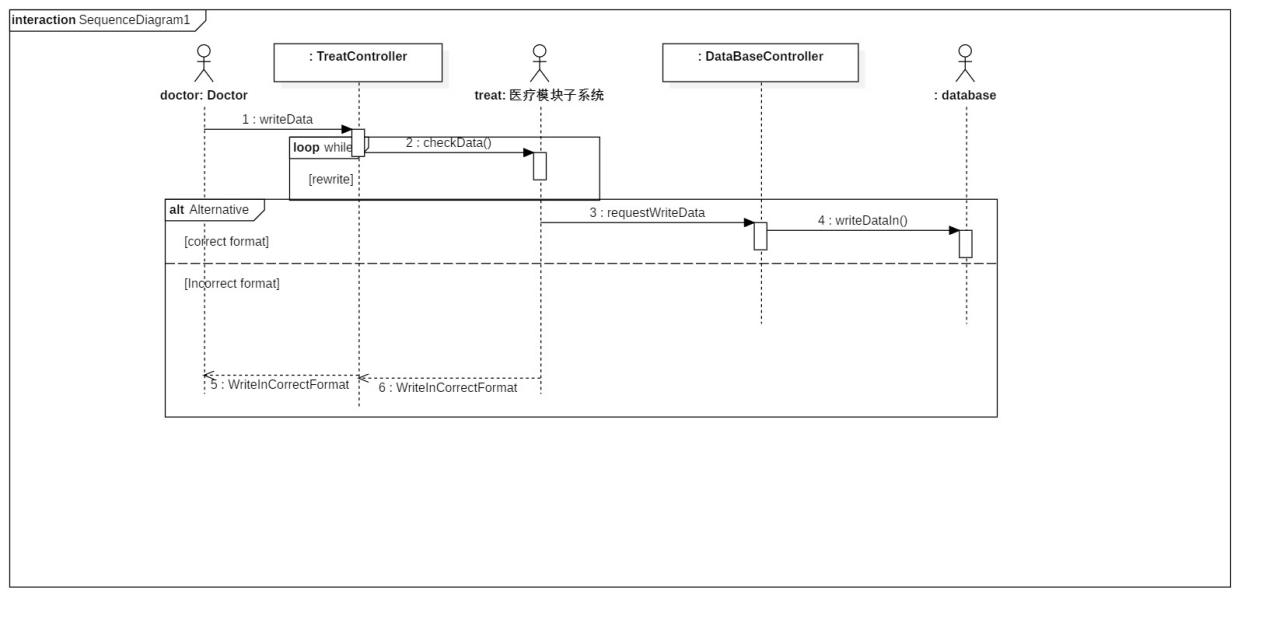 interaction SequenceDiagram1
: TreatController
: DataBaseController
doctor: Doctor
treat: 医疗模块子系统
: database
1 : writeData
loop while
2 : checkData()
[rewrite]
alt Alternative
3 : requestWriteData
4 : writeDataIn()
[correct format]
[Incorrect format]
5 : WriteInCorrectFormat
6 : WriteInCorrectFormat